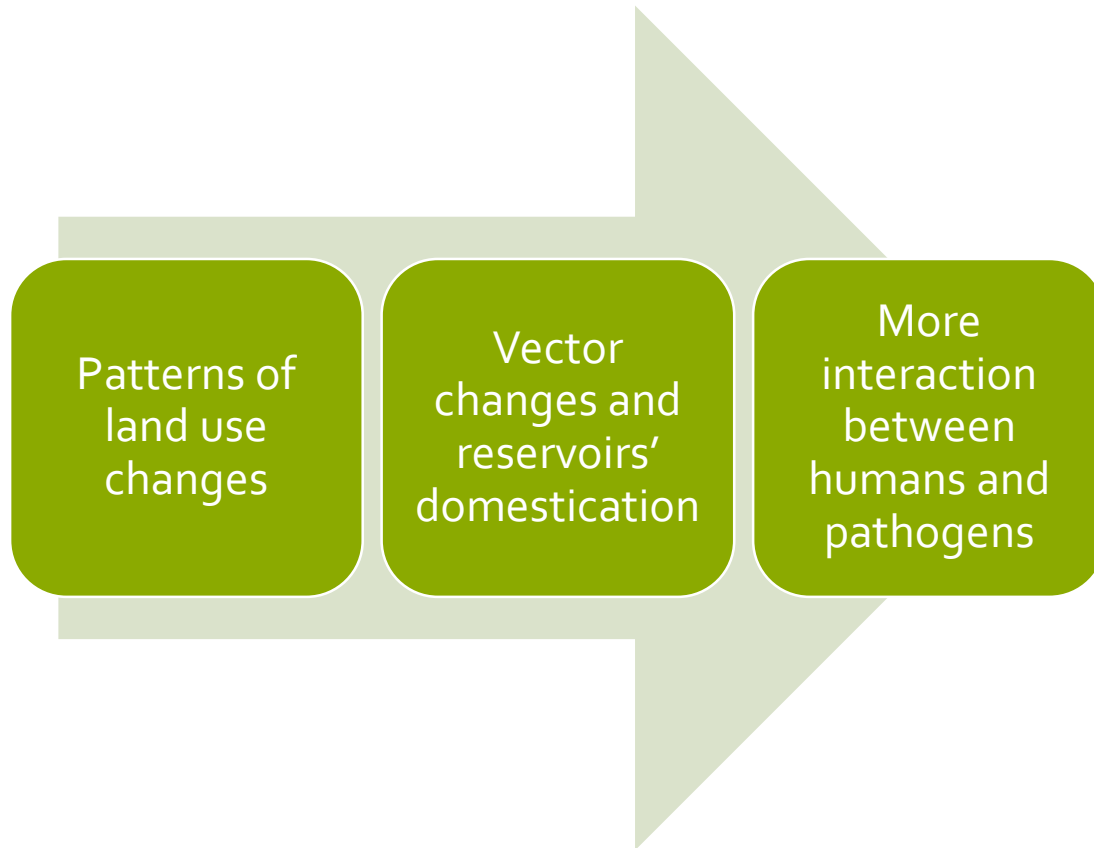 Patterns of
land use
changes
Vector
changes and
reservoirs’
domestication
More
interaction
between
humans and
pathogens